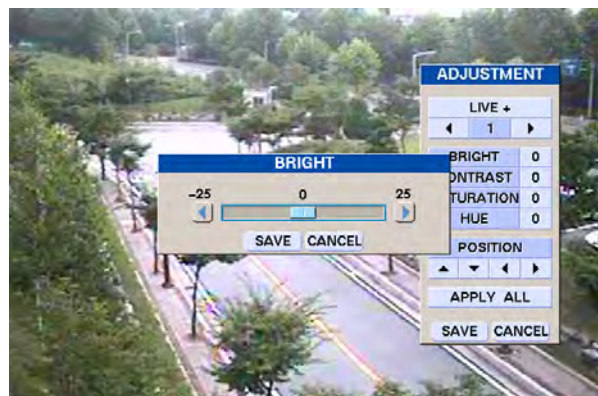 ADJUSTMENT
LIVE +
1
BRIGHT 0
ONTRAST 0
TURATION 0
HUE 0
POSITION
APPLY ALL
SAVE CANCEL
BRIGHT
-25 0 25
SAVE CANCEL